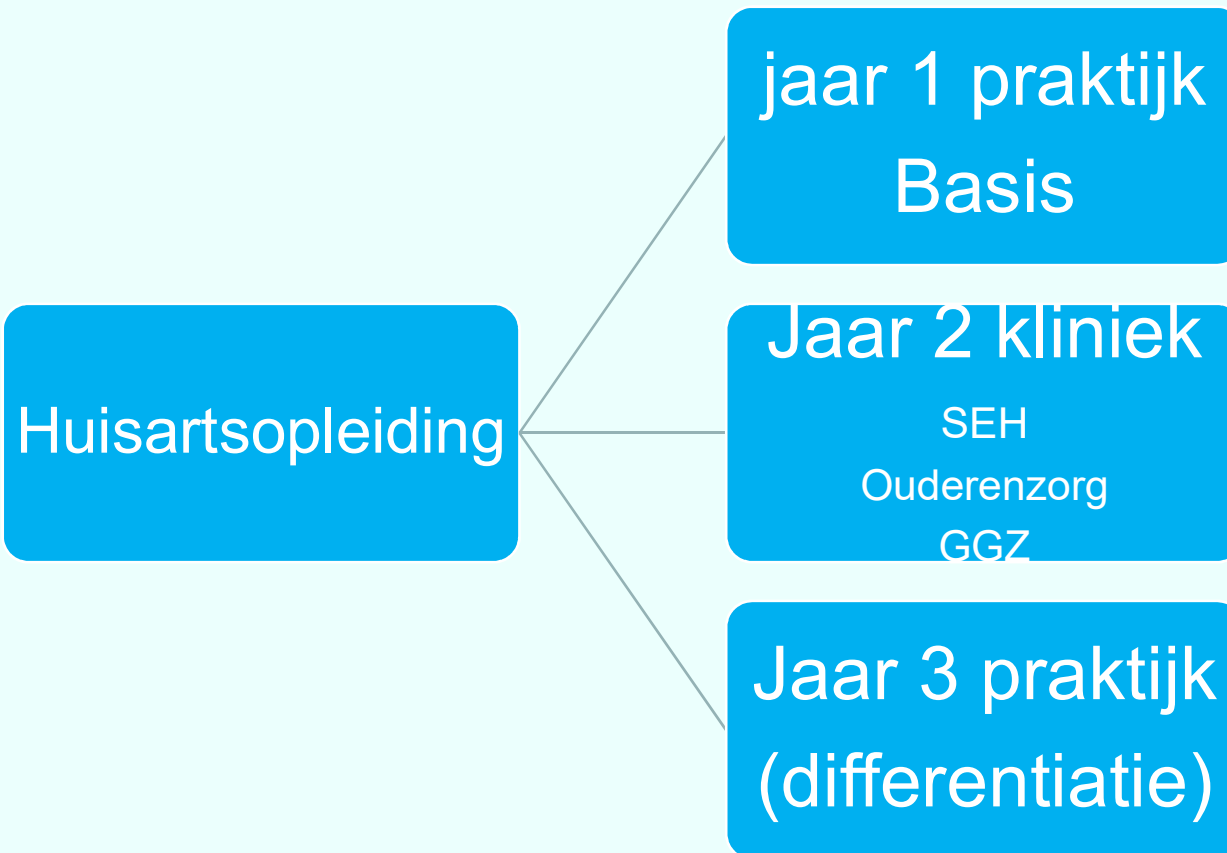 Huisartsopleiding
jaar 1 praktijk
Basis
Jaar 2 kliniek
SEH
Ouderenzorg
GGZ
Jaar 3 praktijk
(differentiatie)